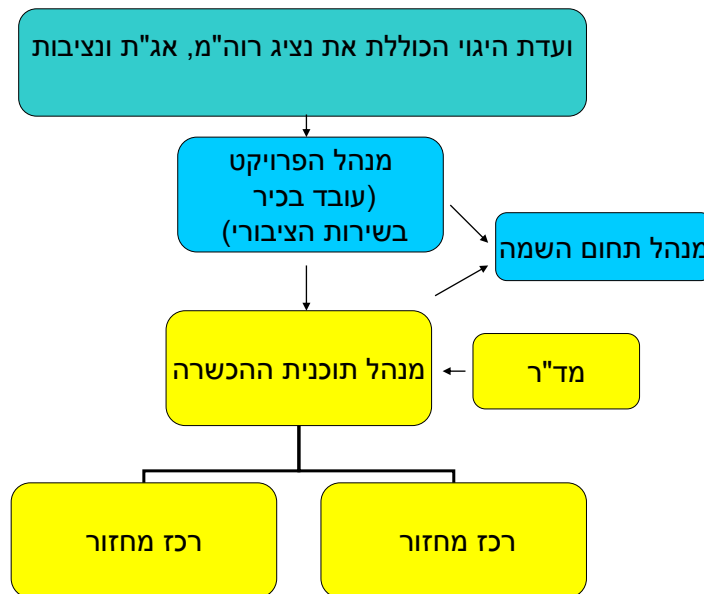 ועדת היגוי הכוללת את נציג רוה"מ, אג"ת ונציבות
מנהל הפרויקט
(עובד בכיר
בשירות הציבורי)
מנהל תחום השמה
מנהל תוכנית ההכשרה
מד"ר
רכז מחזור
רכז מחזור